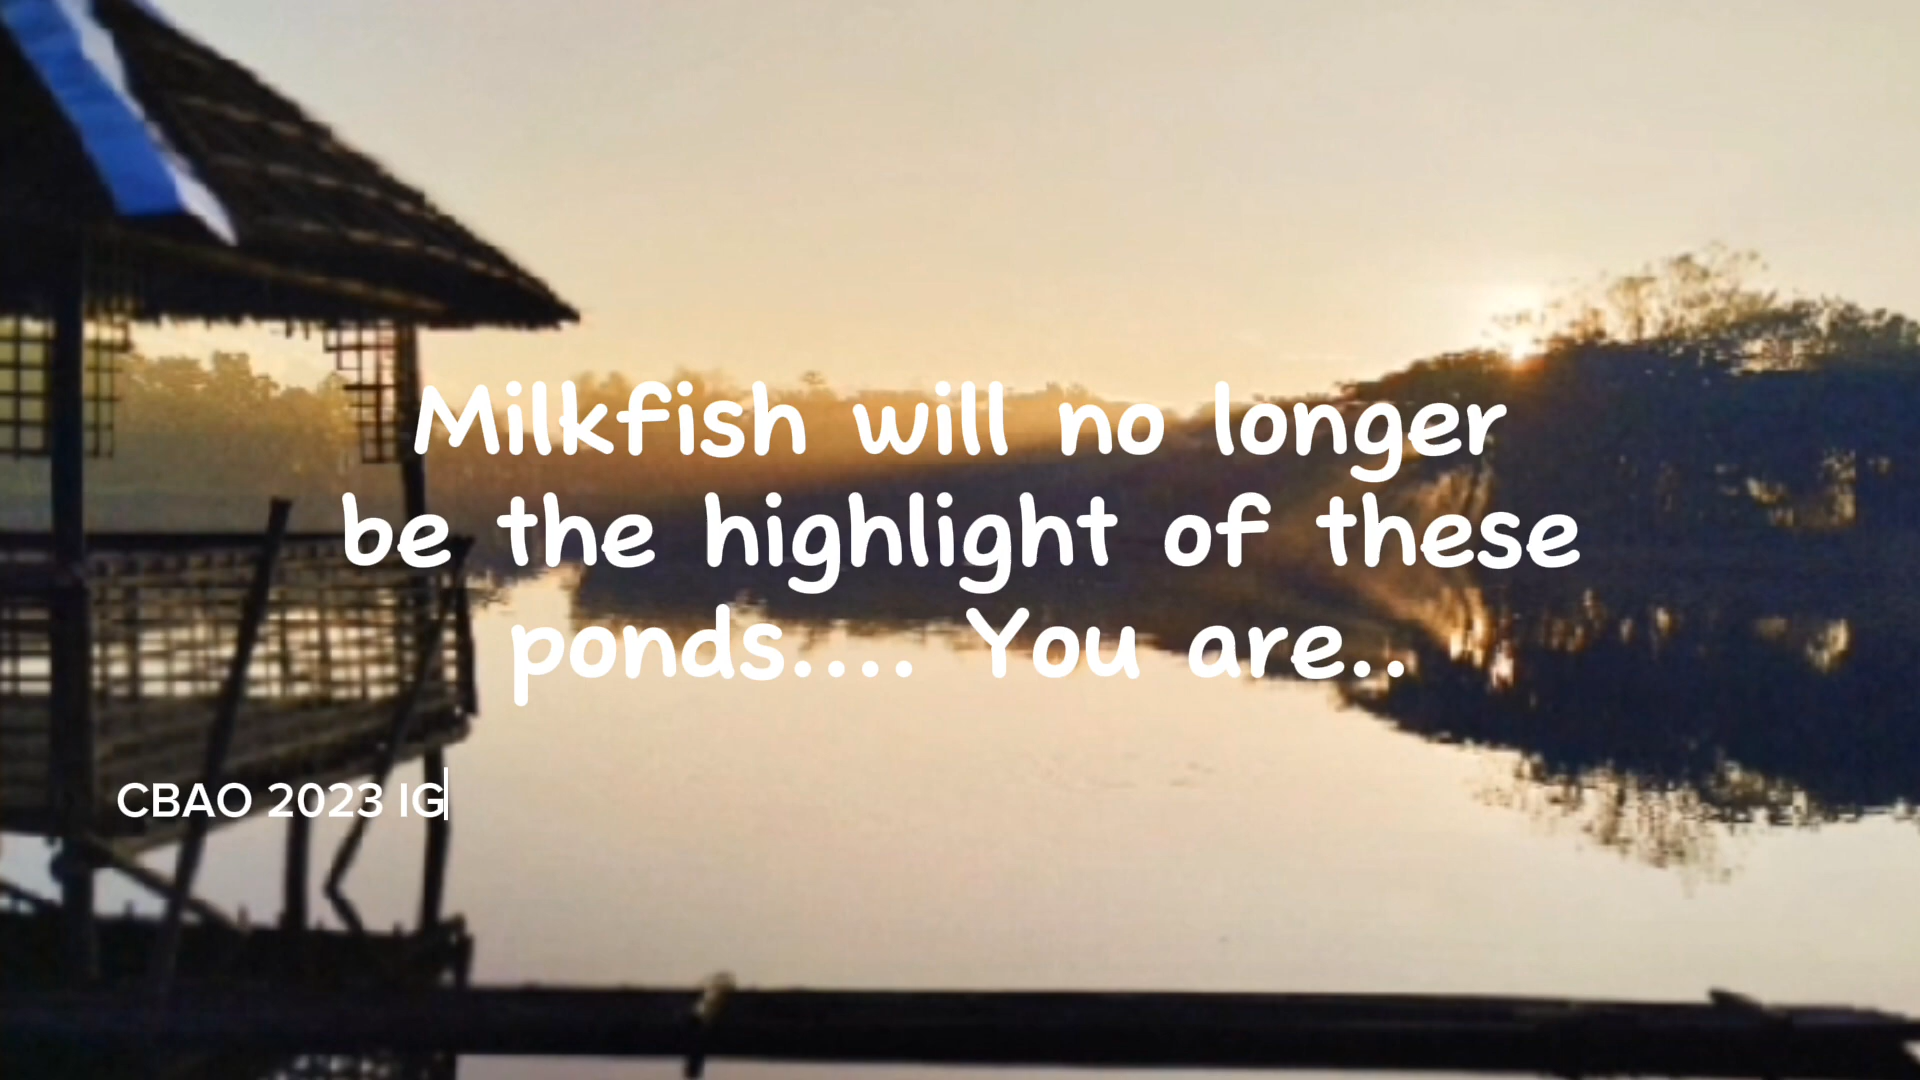 Milkfish will no longer
be the highlight of these
ponds.... You are..
CBAO 2023 IG